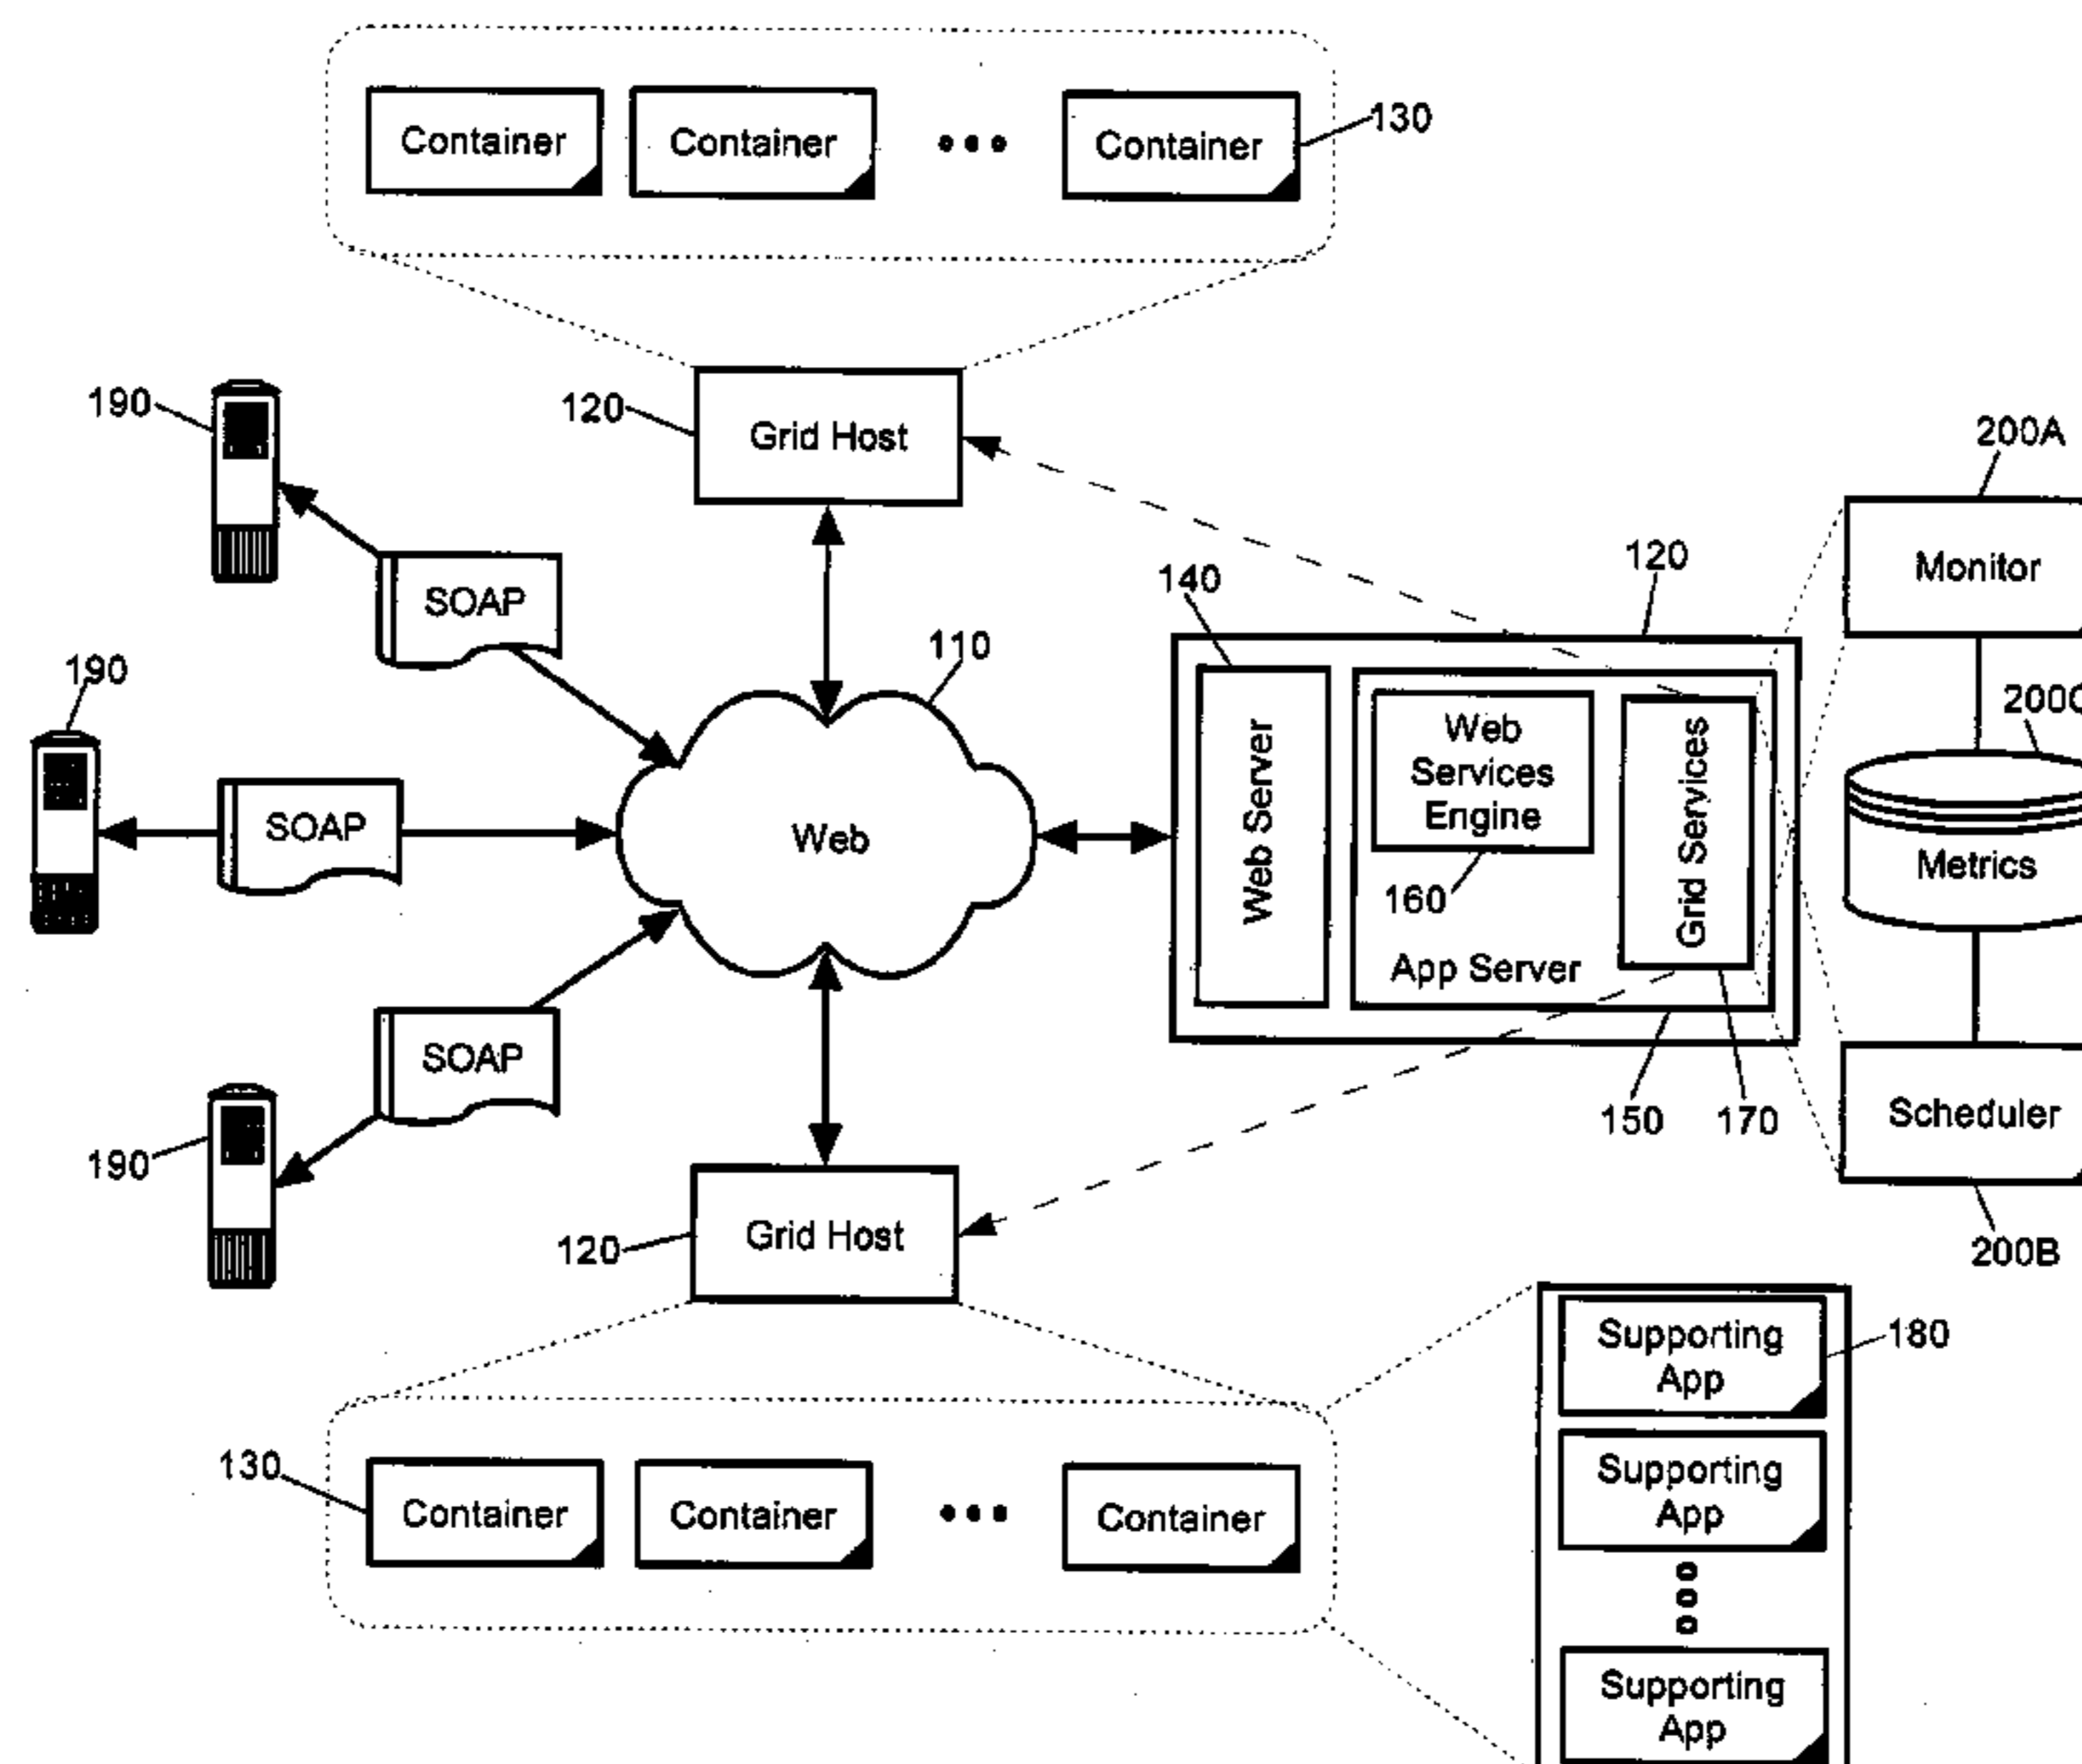 Container
Container
Container
130
190
120
Grid Host
200A
Monitor
SOAP
140
120
110
190
Web Server
Web
Services
Engine
Grid Services
200C
SOAP
Web
160
Metrics
App Server
SOAP
150
170
Scheduler
190
120
Grid Host
200B
Supporting
App
180
130
Container
Container
Container
Supporting
App
Supporting
App